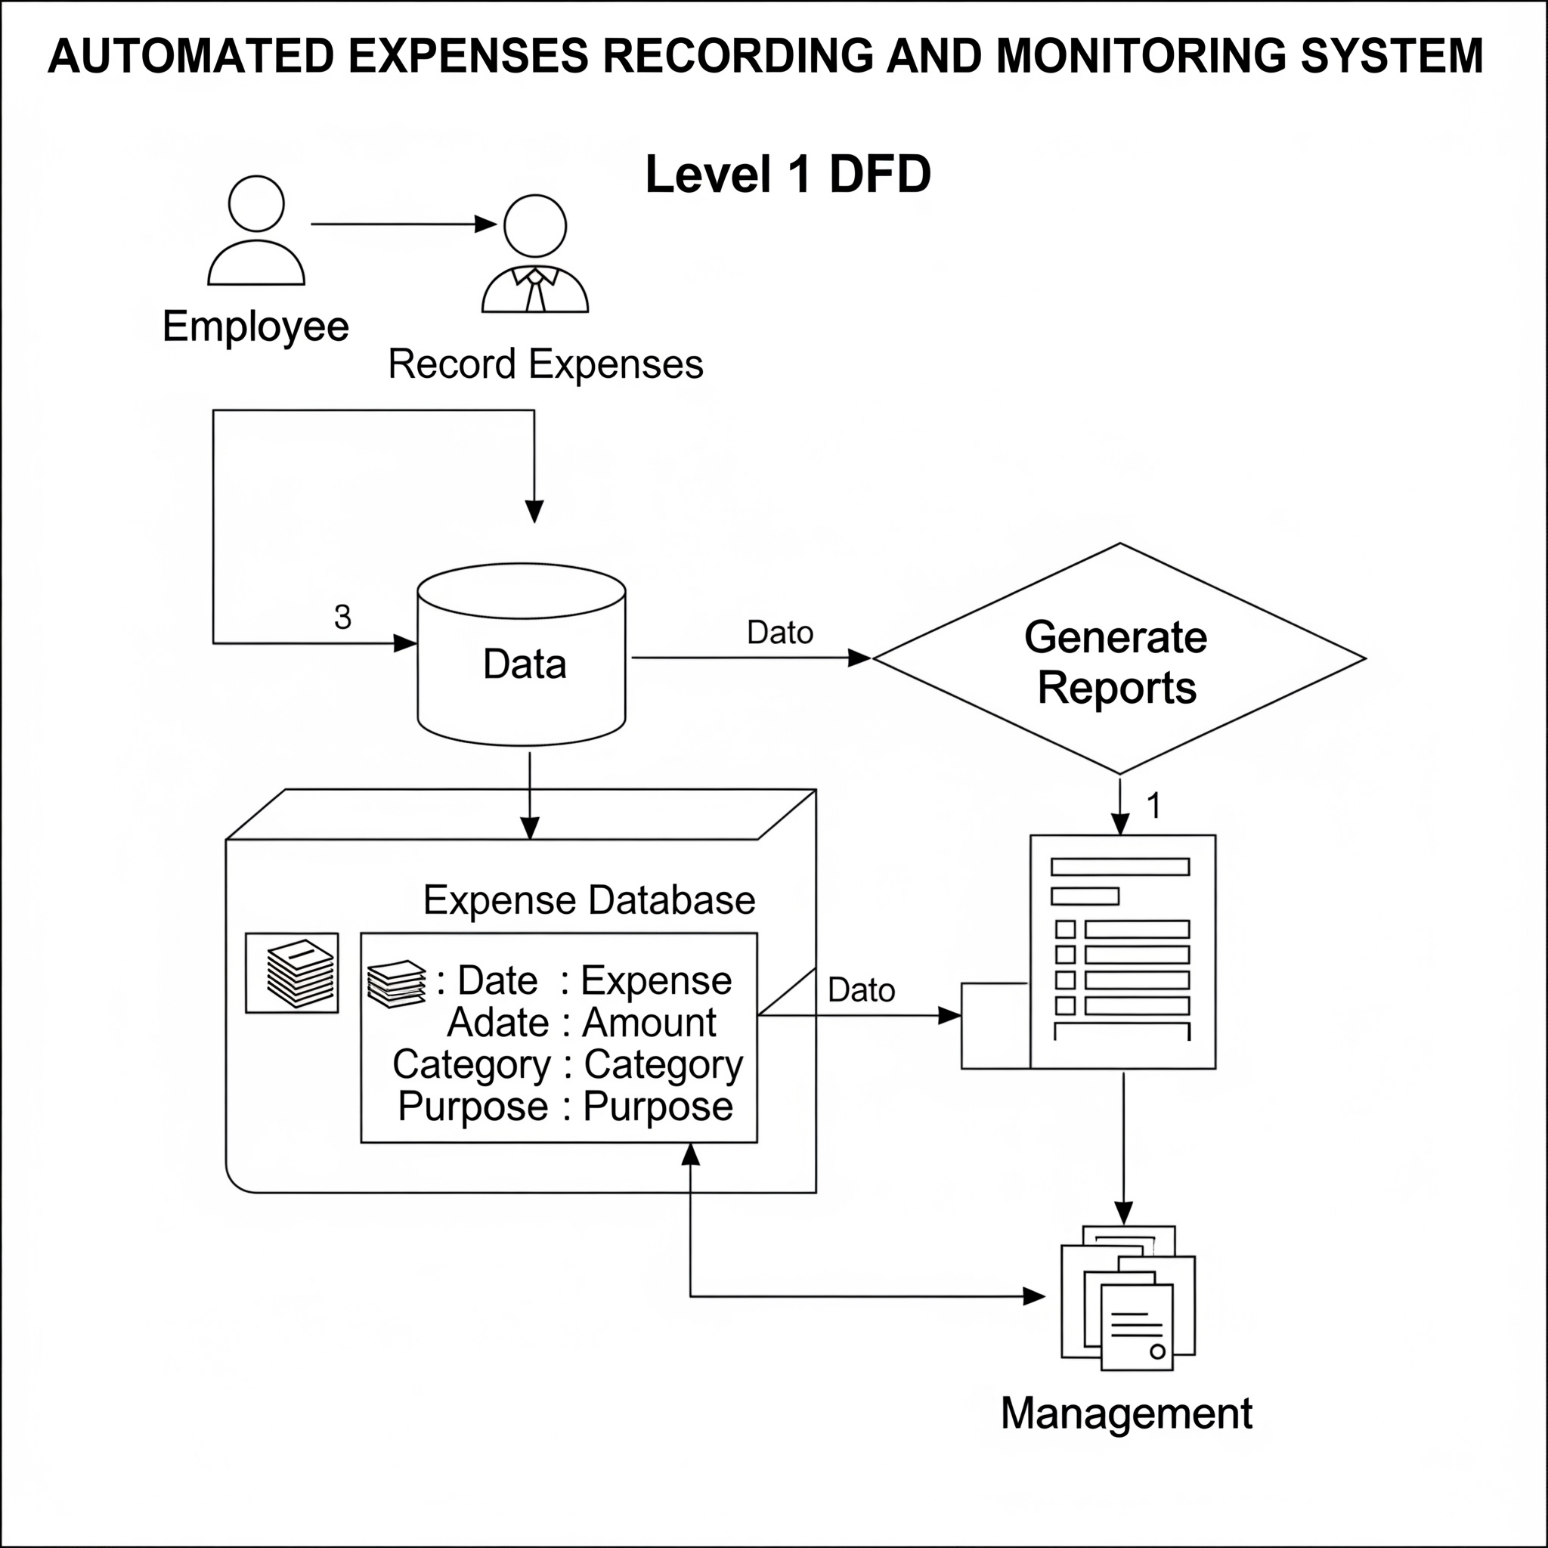 AUTOMATED EXPENSES RECORDING AND MONITORING SYSTEM
Level 1 DFD
Employee
Record Expenses
3
Data
Dato
Generate
Reports
1
Expense Database
: Date : Expense
Adate : Amount
Category : Category
Purpose : Purpose
Dato
Management